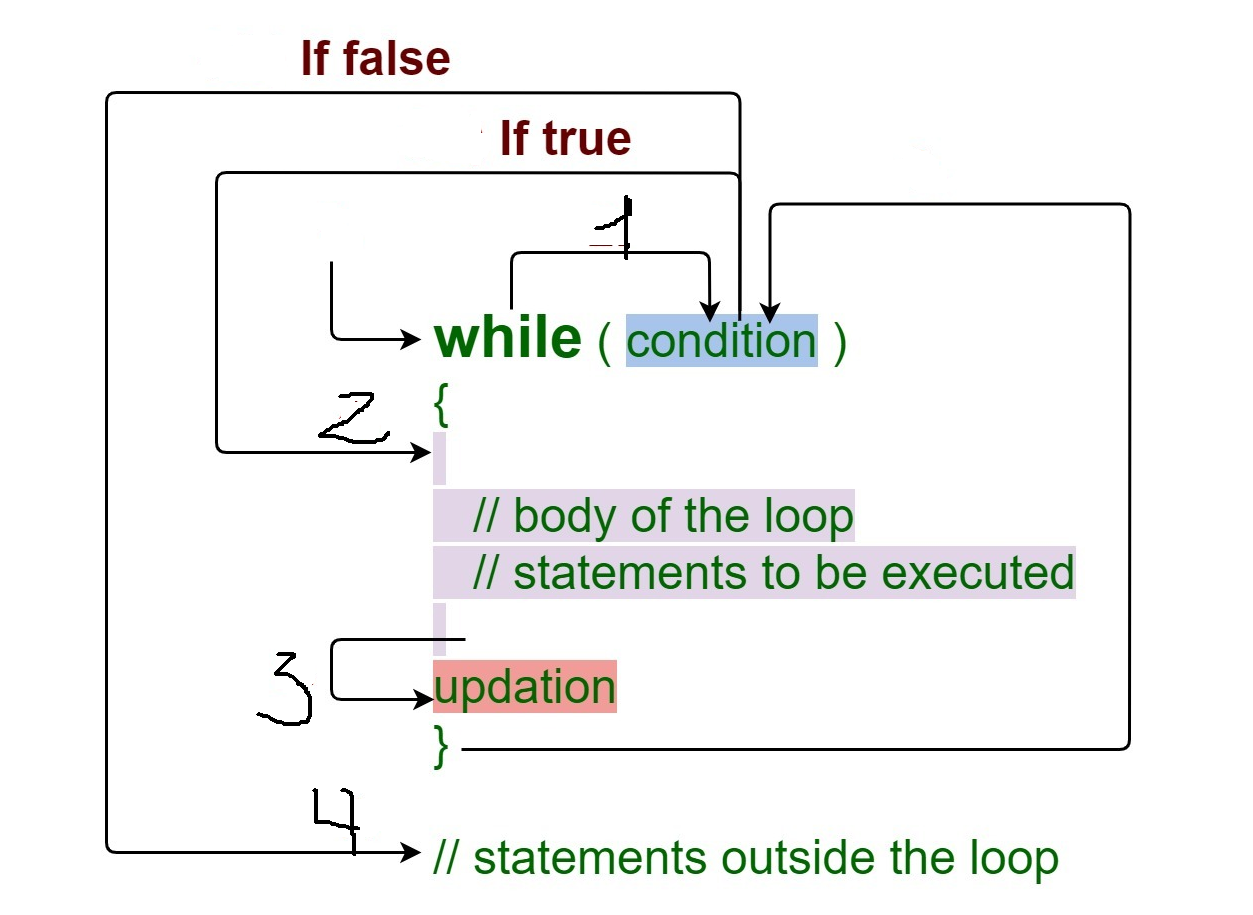 If false
If true
1
while ( condition )
{
2
// body of the loop
// statements to be executed
3
updation
}
4
// statements outside the loop